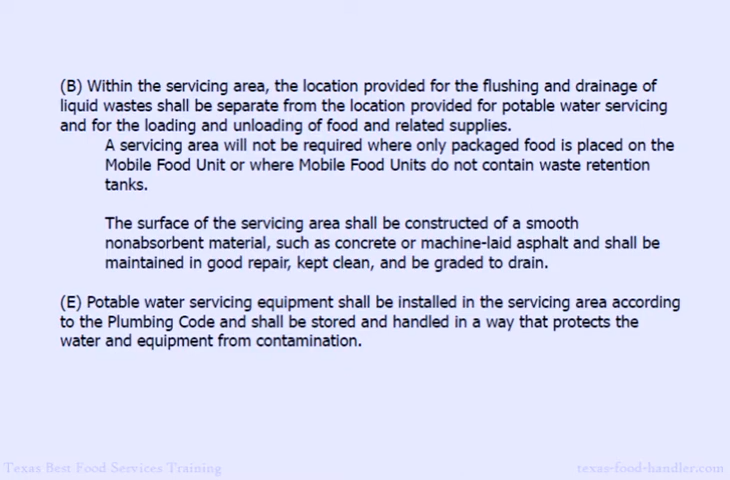 (B) Within the servicing area, the location provided for the flushing and drainage of
liquid wastes shall be separate from the location provided for potable water servicing
and for the loading and unloading of food and related supplies.
A servicing area will not be required where only packaged food is placed on the
Mobile Food Unit or where Mobile Food Units do not contain waste retention
tanks.
The surface of the servicing area shall be constructed of a smooth
nonabsorbent material, such as concrete or machine-laid asphalt and shall be
maintained in good repair, kept clean, and be graded to drain.
(E) Potable water servicing equipment shall be installed in the servicing area according
to the Plumbing Code and shall be stored and handled in a way that protects the
water and equipment from contamination.
Texas Best Food Services Training
texas-food-handler.com